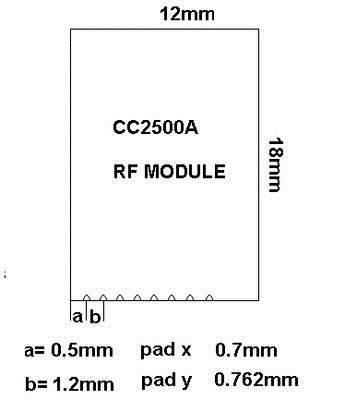 12mm
CC2500A
18mm
RF MODULE
a b
a= 0.5mm pad x 0.7mm
b= 1.2mm pad y 0.762mm